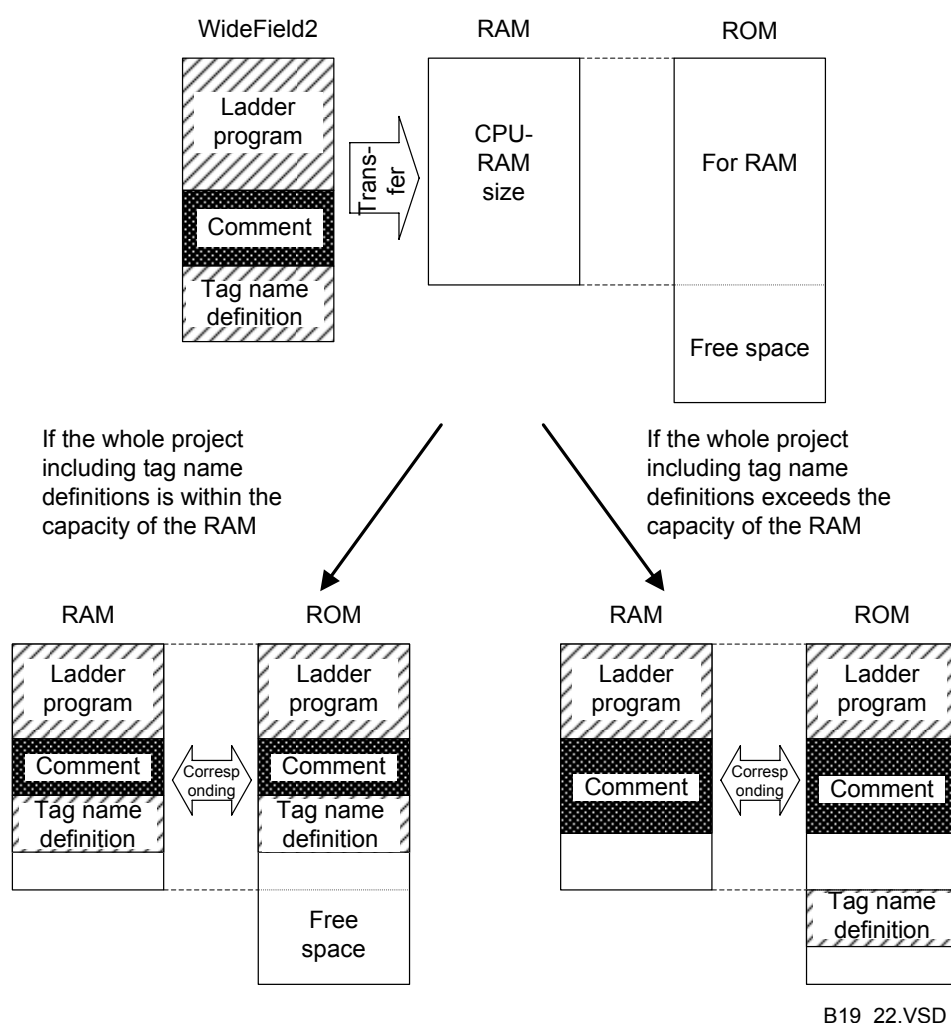 WideField2
RAM
ROM
Ladder
program
Comment
Tag name
definition
Trans-
fer
CPU-
RAM
size
For RAM
Free space
If the whole project
including tag name
definitions is within the
capacity of the RAM
If the whole project
including tag name
definitions exceeds the
capacity of the RAM
RAM
ROM
Ladder
program
Comment
Tag name
definition
Corresp
onding
Ladder
program
Comment
Tag name
definition
Free
space
RAM
ROM
Ladder
program
Comment
Corresp
onding
Ladder
program
Comment
Tag name
definition
B19_22.VSD